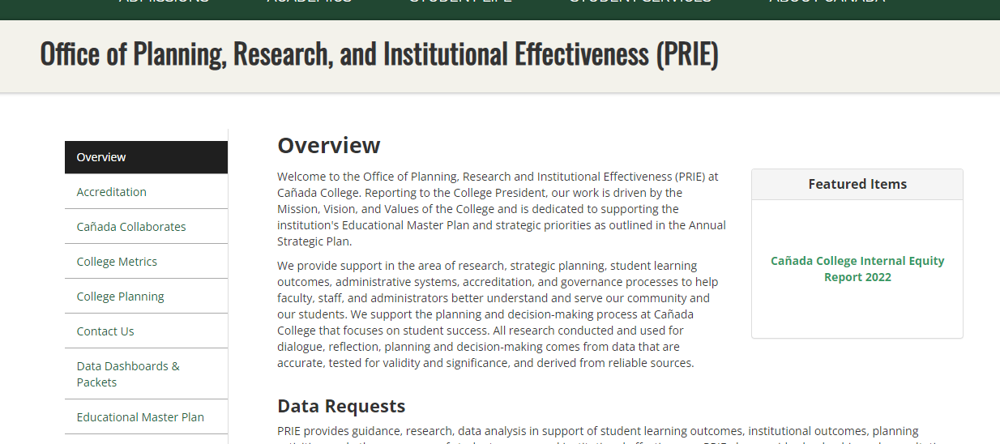 ADMISSIONS ACADEMICS STUDENT LIFE STUDENT SERVICES ABOUT CAÑADA
Office of Planning, Research, and Institutional Effectiveness (PRIE)
Overview
Accreditation
Cañada Collaborates
College Metrics
College Planning
Contact Us
Data Dashboards &
Packets
Educational Master Plan
Overview
Welcome to the Office of Planning, Research and Institutional Effectiveness (PRIE) at
Cañada College. Reporting to the College President, our work is driven by the
Mission, Vision, and Values of the College and is dedicated to supporting the
institution's Educational Master Plan and strategic priorities as outlined in the Annual
Strategic Plan.
We provide support in the area of research, strategic planning, student learning
outcomes, administrative systems, accreditation, and governance processes to help
faculty, staff, and administrators better understand and serve our community and
our students. We support the planning and decision-making process at Cañada
College that focuses on student success. All research conducted and used for
dialogue, reflection, planning and decision-making comes from data that are
accurate, tested for validity and significance, and derived from reliable sources.
Featured Items
Cañada College Internal Equity
Report 2022
Data Requests
PRIE provides guidance, research, data analysis in support of student learning outcomes, institutional outcomes, planning